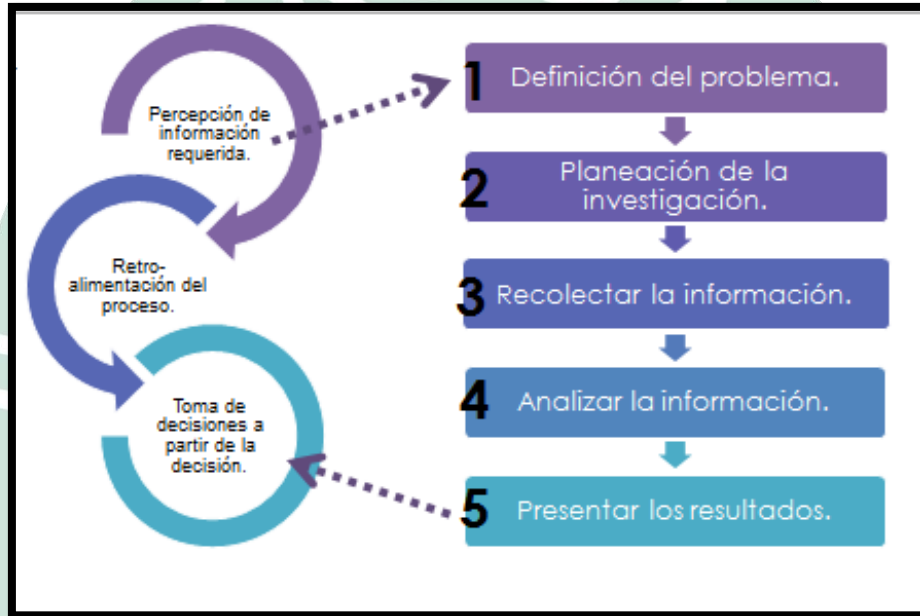 Percepción de
información
requerida.
Retro-
alimentación del
proceso.
Toma de
decisiones a
partir de la
decisión.
1 Definición del problema.
2 Planeación de la
investigación.
3 Recolectar la información.
4 Analizar la información.
5 Presentar los resultados.